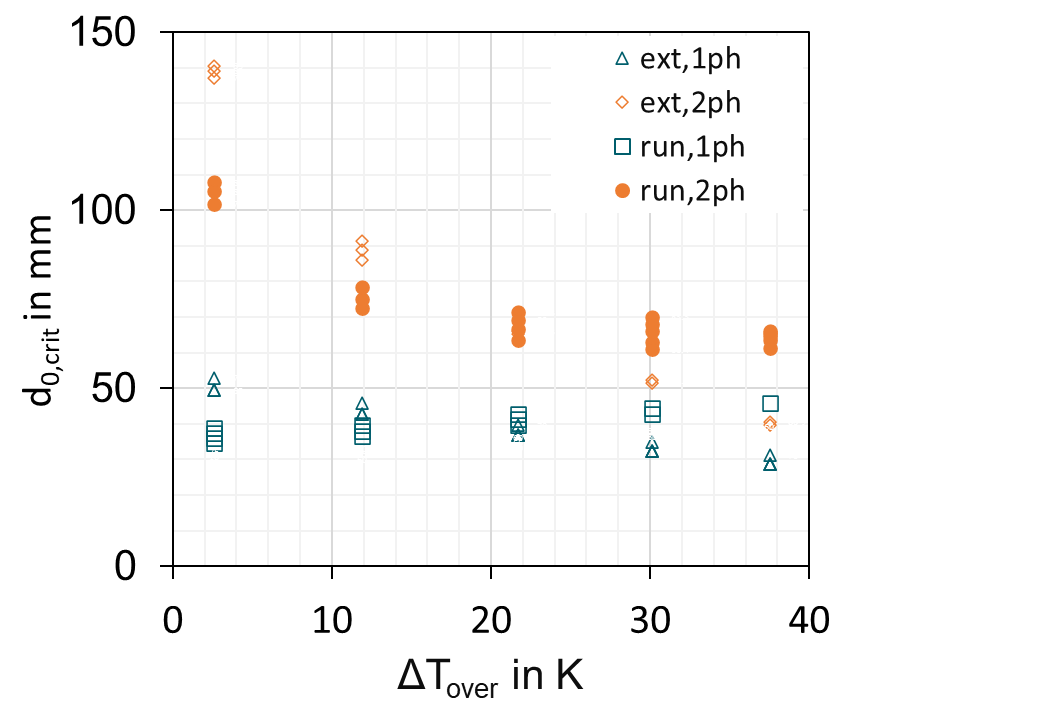 150
100
50
0
0 10 20 30 40
d0,crit in mm
ΔTover in K
ext,1ph
ext,2ph
run,1ph
run,2ph